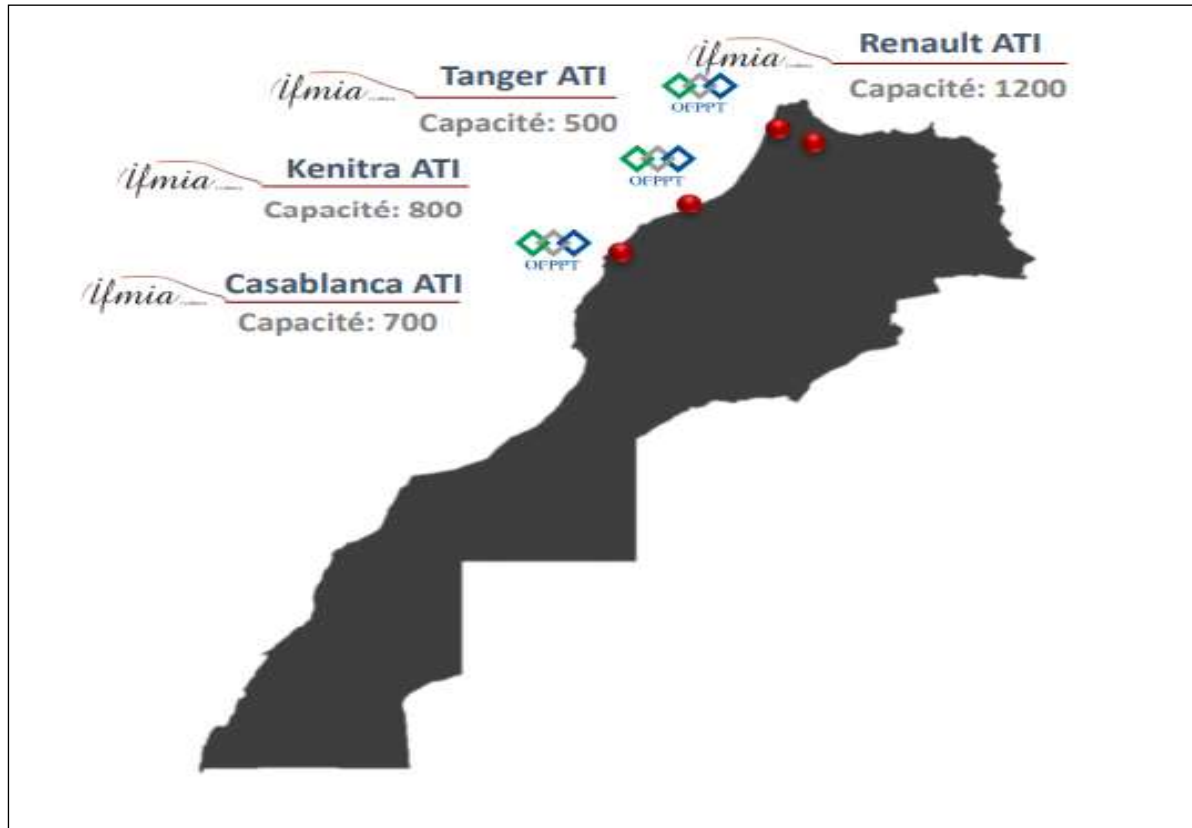 ifmia
Renault ATI
Capacité: 1200
ifmia
Tanger ATI
Capacité: 500
OFPPT
ifmia
Kenitra ATI
Capacité: 800
OFPPT
ifmia
Casablanca ATI
Capacité: 700
OFPPT